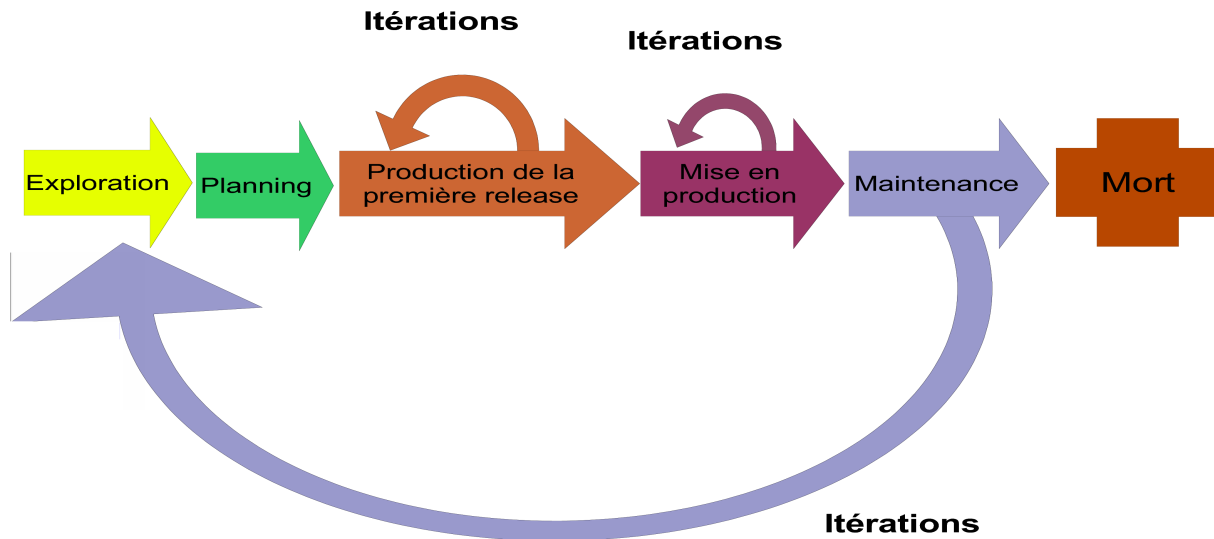 Itérations
Itérations
Exploration
Planning
Production de la
première release
Mise en
production
Maintenance
Mort
Itérations